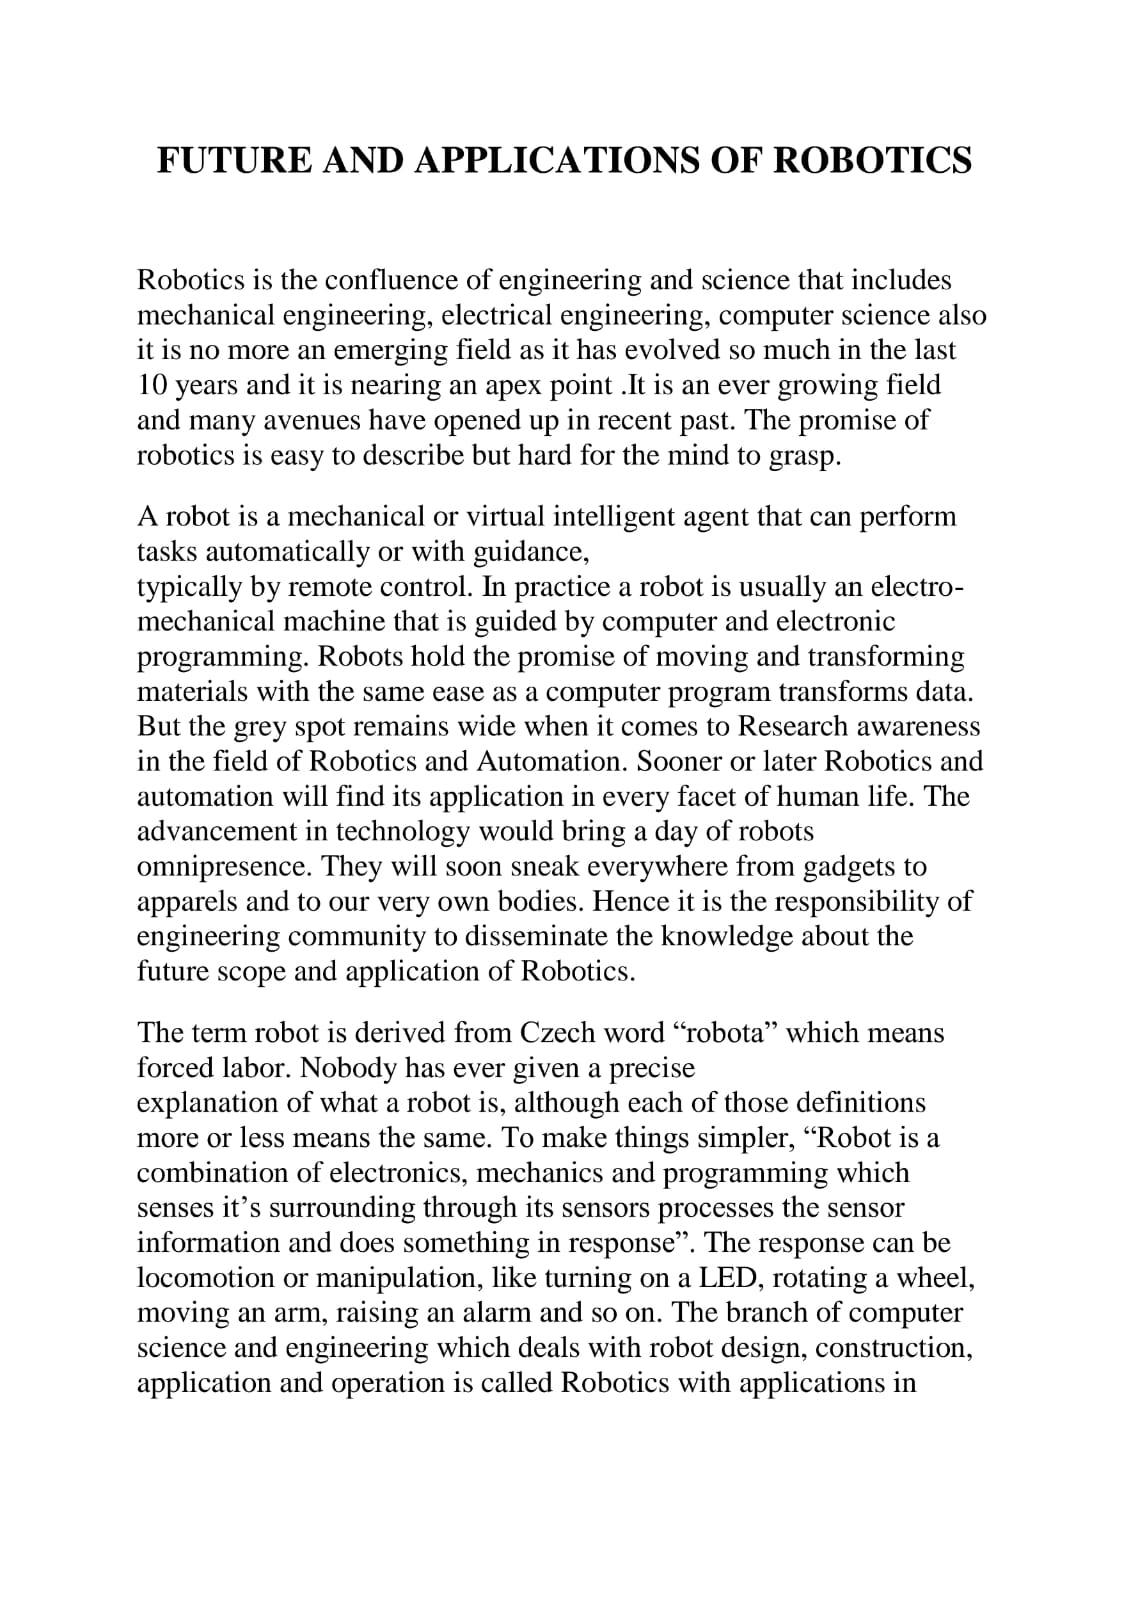 FUTURE AND APPLICATIONS OF ROBOTICS
Robotics is the confluence of engineering and science that includes
mechanical engineering, electrical engineering, computer science also
it is no more an emerging field as it has evolved so much in the last
10 years and it is nearing an apex point .It is an ever growing field
and many avenues have opened up in recent past. The promise of
robotics is easy to describe but hard for the mind to grasp.
A robot is a mechanical or virtual intelligent agent that can perform
tasks automatically or with guidance,
typically by remote control. In practice a robot is usually an electro-
mechanical machine that is guided by computer and electronic
programming. Robots hold the promise of moving and transforming
materials with the same ease as a computer program transforms data.
But the grey spot remains wide when it comes to Research awareness
in the field of Robotics and Automation. Sooner or later Robotics and
automation will find its application in every facet of human life. The
advancement in technology would bring a day of robots
omnipresence. They will soon sneak everywhere from gadgets to
apparels and to our very own bodies. Hence it is the responsibility of
engineering community to disseminate the knowledge about the
future scope and application of Robotics.
The term robot is derived from Czech word “robota” which means
forced labor. Nobody has ever given a precise
explanation of what a robot is, although each of those definitions
more or less means the same. To make things simpler, “Robot is a
combination of electronics, mechanics and programming which
senses it’s surrounding through its sensors processes the sensor
information and does something in response”. The response can be
locomotion or manipulation, like turning on a LED, rotating a wheel,
moving an arm, raising an alarm and so on. The branch of computer
science and engineering which deals with robot design, construction,
application and operation is called Robotics with applications in